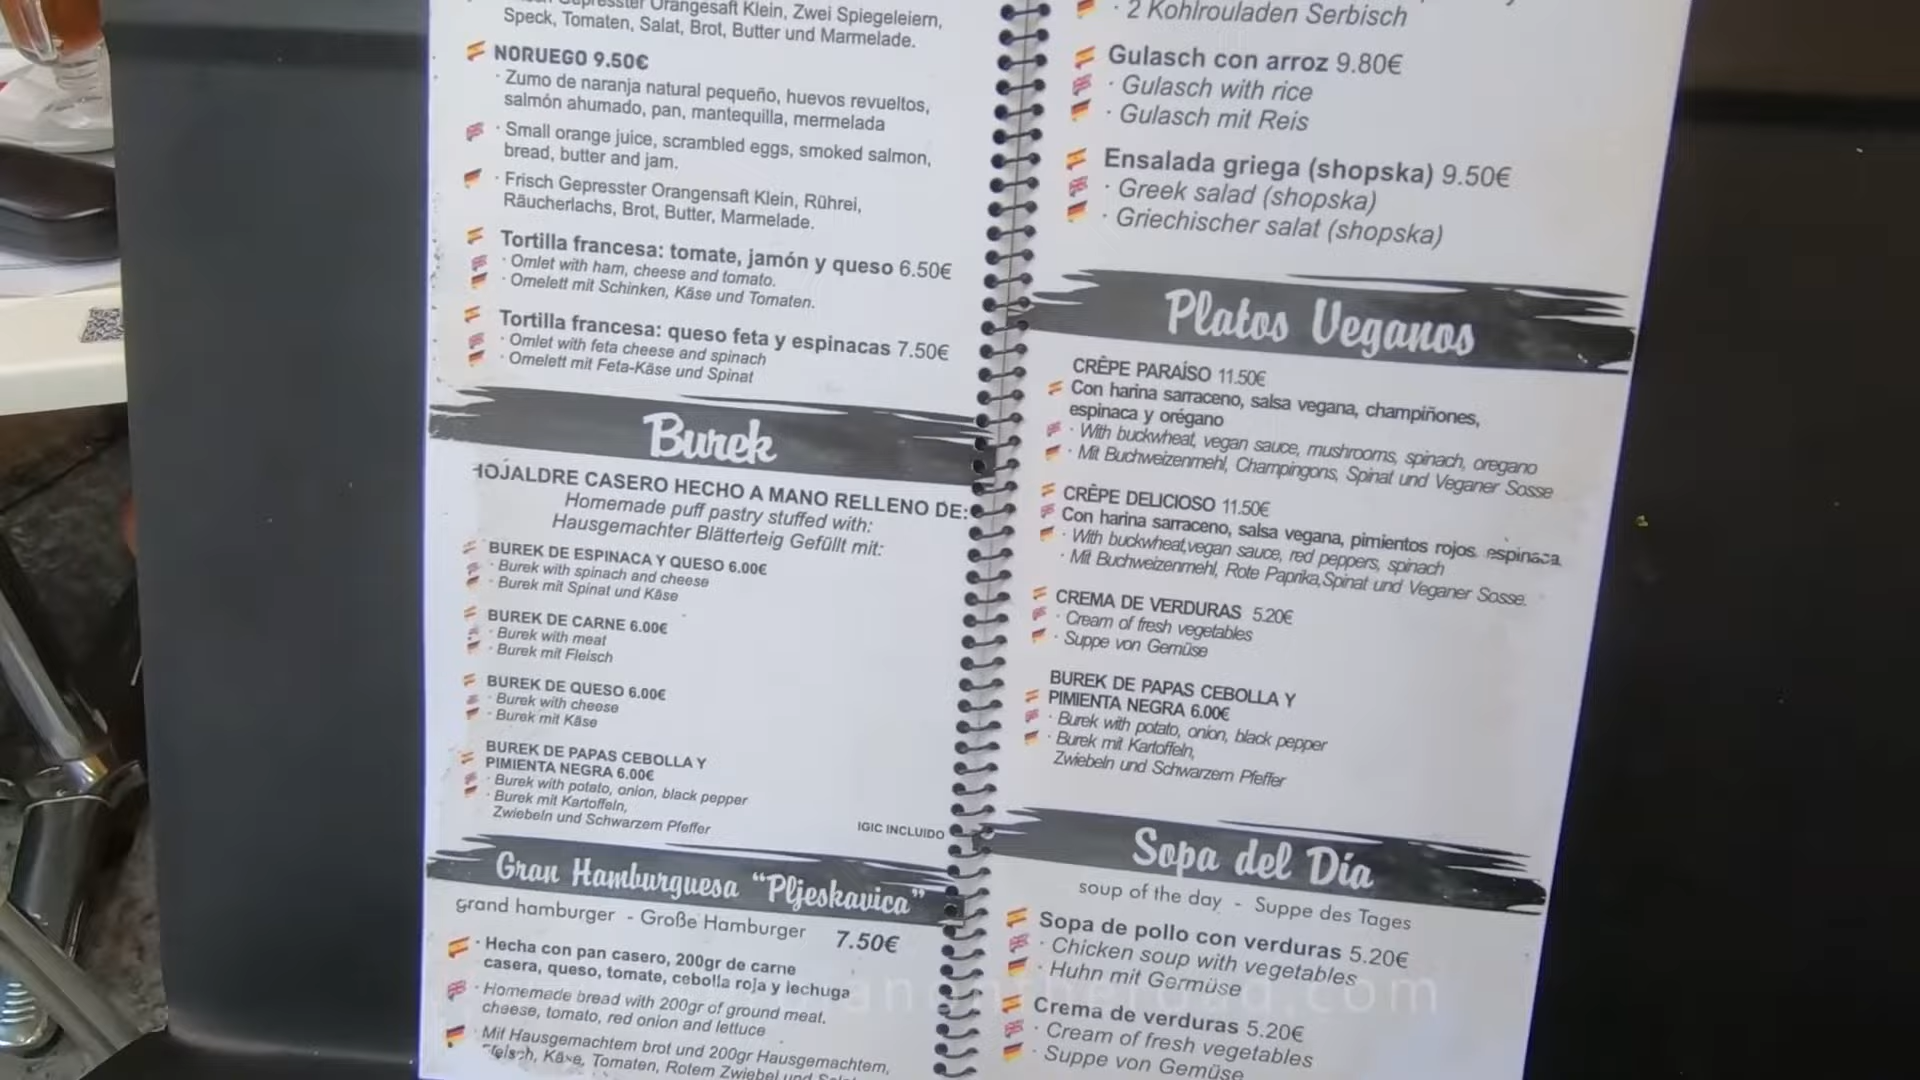 Gepresster Orangesaft Klein, Zwei Spiegeleiern,
Speck, Tomaten, Salat, Brot, Butter und Marmelade.
NORUEGO 9.50€
· Zumo de naranja natural pequeño, huevos revueltos,
salmón ahumado, pan, mantequilla, mermelada
· Small orange juice, scrambled eggs, smoked salmon,
bread, butter and jam.
· Frisch Gepresster Orangensaft Klein, Rührei,
Räucherlachs, Brot, Butter, Marmelade.
Tortilla francesa: tomate, jamón y queso 6.50€
· Omlet with ham, cheese and tomato.
· Omelett mit Schinken, Käse und Tomaten.
Tortilla francesa: queso feta y espinacas 7.50€
· Omlet with feta cheese and spinach
· Omelett mit Feta-Käse und Spinat
Burek
HOJALDRE CASERO HECHO A MANO RELLENO DE:
Homemade puff pastry stuffed with:
Hausgemachter Blätterteig Gefüllt mit:
BUREK DE ESPINACA Y QUESO 6.00€
· Burek with spinach and cheese
· Burek mit Spinat und Käse
BUREK DE CARNE 6.00€
· Burek with meat
· Burek mit Fleisch
BUREK DE QUESO 6.00€
· Burek with cheese
· Burek mit Käse
BUREK DE PAPAS CEBOLLA Y
PIMIENTA NEGRA 6.00€
· Burek with potato, onion, black pepper
· Burek mit Kartoffeln,
Zwiebeln und Schwarzem Pfeffer
IGIC INCLUIDO
Gran Hamburguesa “Pljeskavica”
grand hamburger - Große Hamburger 7.50€
· Hecha con pan casero, 200gr de carne
casera, queso, tomate, cebolla roja y lechuga
· Homemade bread with 200gr of ground meat.
cheese, tomato, red onion and lettuce
· Mit Hausgemachtem brot und 200gr Hausgemachtem,
Fleisch, Käse, Tomaten, Rotem Zwiebel und
· 2 Kohlrouladen Serbisch
Gulasch con arroz 9.80€
· Gulasch with rice
· Gulasch mit Reis
Ensalada griega (shopska) 9.50€
· Greek salad (shopska)
· Griechischer salat (shopska)
Platos Veganos
CRÊPE PARAÍSO 11.50€
Con harina sarraceno, salsa vegana, champiñones,
espinaca y orégano
· With buckwheat, vegan sauce, mushrooms, spinach, oregano
· Mit Buchweizenmehl, Champingons, Spinat und Veganer Sosse
CRÊPE DELICIOSO 11.50€
Con harina sarraceno, salsa vegana, pimientos rojos, espinaca
· With buckwheat,vegan sauce, red peppers, spinach
· Mit Buchweizenmehl, Rote Paprika,Spinat und Veganer Sosse.
CREMA DE VERDURAS 5.20€
· Cream of fresh vegetables
· Suppe von Gemüse
BUREK DE PAPAS CEBOLLA Y
PIMIENTA NEGRA 6.00€
· Burek with potato, onion, black pepper
· Burek mit Kartoffeln,
Zwiebeln und Schwarzem Pfeffer
Sopa del Día
soup of the day - Suppe des Tages
Sopa de pollo con verduras 5.20€
· Chicken soup with vegetables
· Huhn mit Gemüse
Crema de verduras 5.20€
· Cream of fresh vegetables
· Suppe von Gemüse